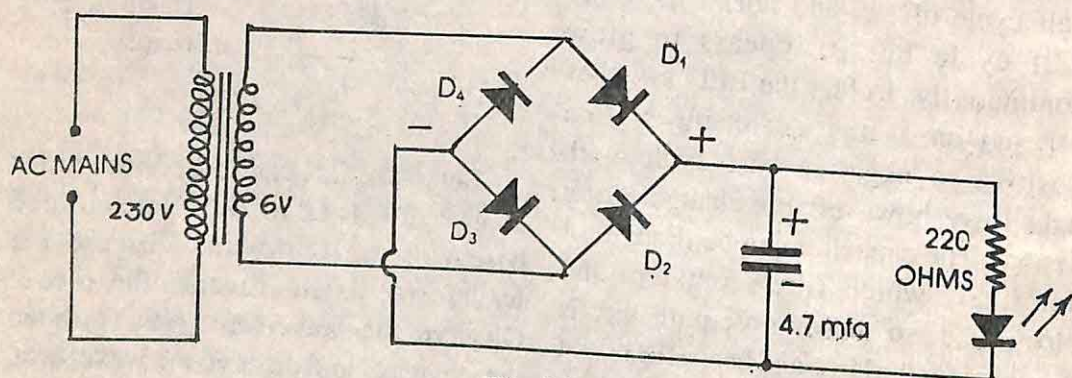 D₁
D₄
−
+
AC MAINS
230V
6V
D₃
D₂
+
−
4.7 mfa
220
OHMS